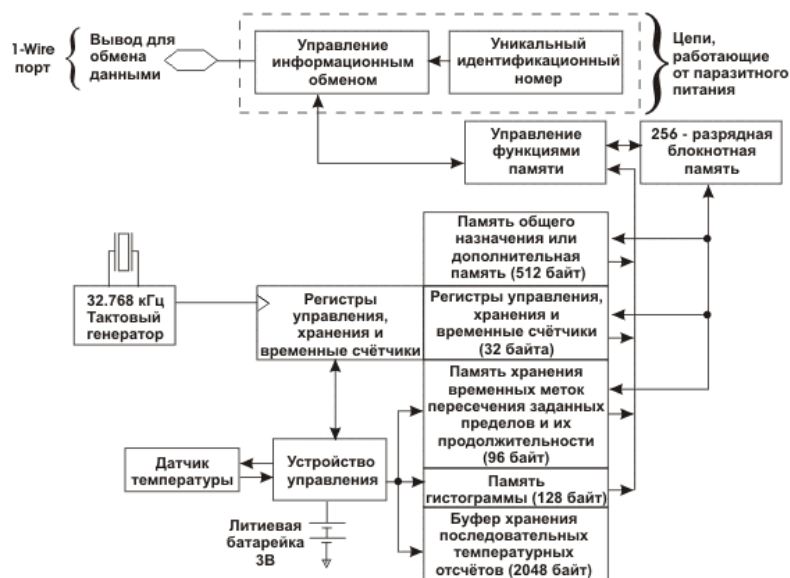 1-Wire
порт
Вывод для
обмена
данными
Управление
информационным
обменом
Уникальный
идентификационный
номер
Цепи,
работающие
от паразитного
питания
Управление
функциями
памяти
256 - разрядная
блокнотная
память
Память общего
назначения или
дополнительная
память (512 байт)
32.768 кГц
Тактовый
генератор
Регистры
управления,
хранения и
временные счётчики
Регистры управления,
хранения и
временные счётчики
(32 байта)
Память хранения
временных меток
пересечения заданных
пределов и их
продолжительности
(96 байт)
Датчик
температуры
Устройство
управления
Память
гистограммы (128 байт)
Литиевая
батарейка
3В
Буфер хранения
последовательных
температурных
отсчётов (2048 байт)